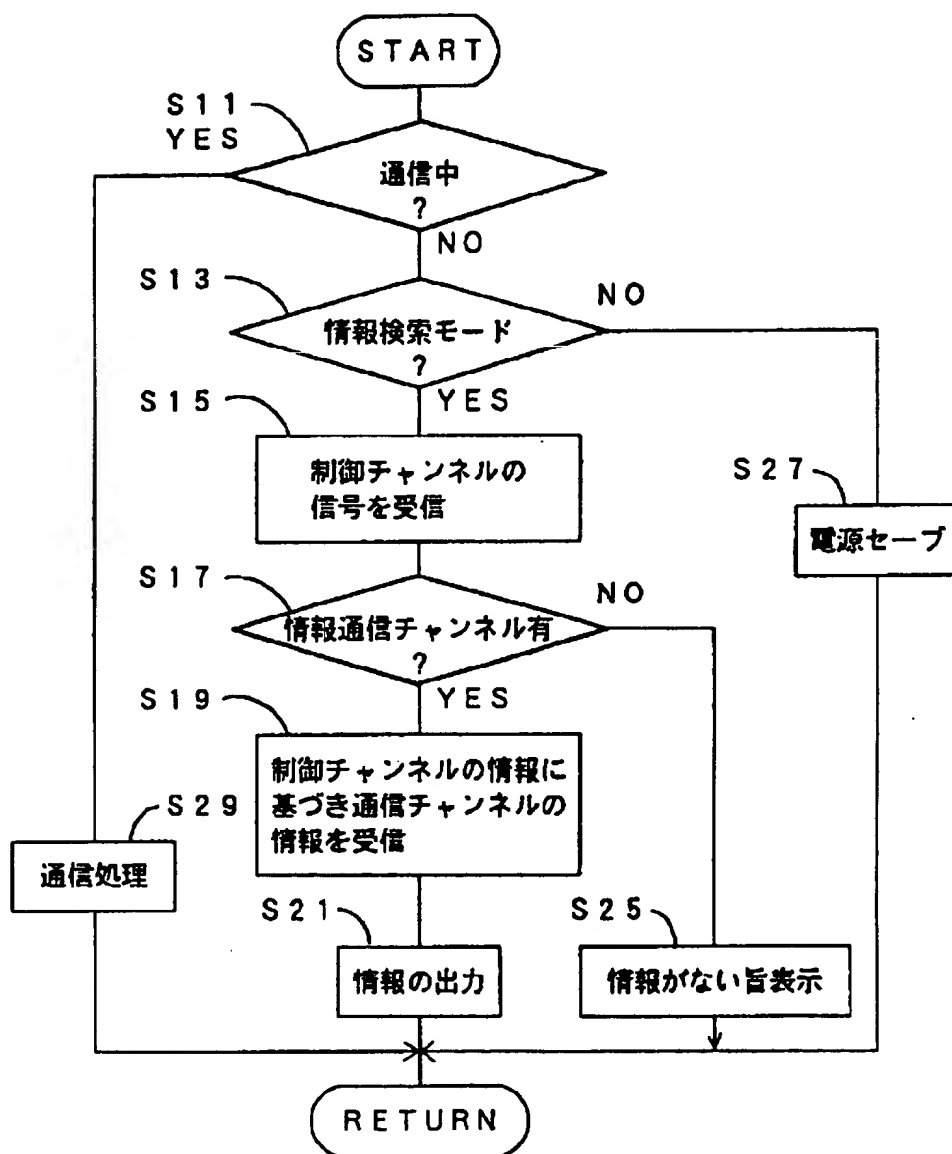 START
S11
YES
通信中
?
NO
S13
NO
情報検索モード
?
S15
YES
制御チャンネルの
信号を受信
S27
電源セーブ
S17
NO
情報通信チャンネル有
?
S19
YES
制御チャンネルの情報に
基づき通信チャンネルの
情報を受信
S29
通信処理
S21
S25
情報の出力
情報がない旨表示
RETURN